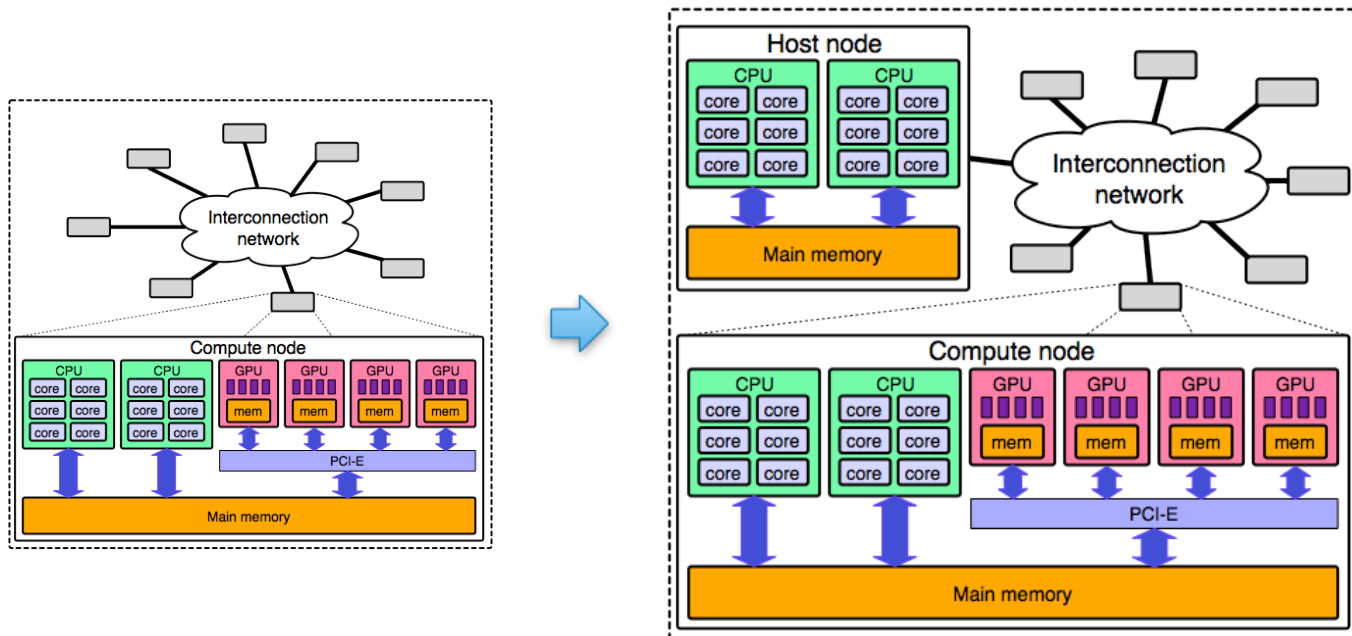 Interconnection
network
Compute node
CPU
CPU
GPU
GPU
GPU
GPU
core core
core core
core core
core core
core core
core core
mem
mem
mem
mem
PCI-E
Main memory
Host node
CPU
CPU
core core
core core
core core
core core
core core
core core
Main memory
Interconnection
network
Compute node
CPU
CPU
GPU
GPU
GPU
GPU
core core
core core
core core
core core
core core
core core
mem
mem
mem
mem
PCI-E
Main memory